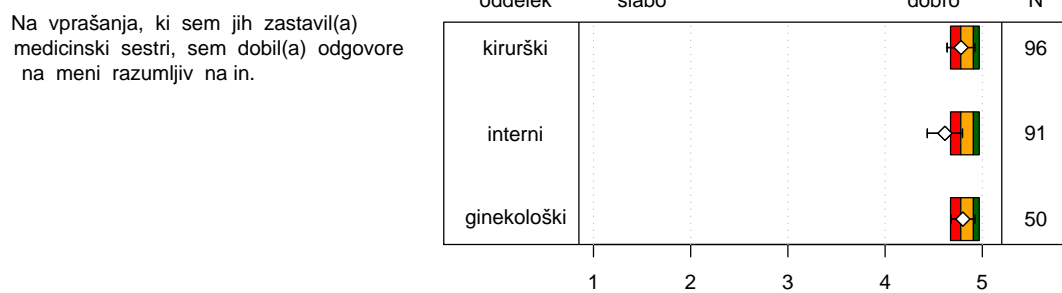 oddelek slabo dobro N
Na vprašanja, ki sem jih zastavil(a)
medicinski sestri, sem dobil(a) odgovore
na meni razumljiv na in.
kirurški 96
interni 91
ginekološki 50
1 2 3 4 5